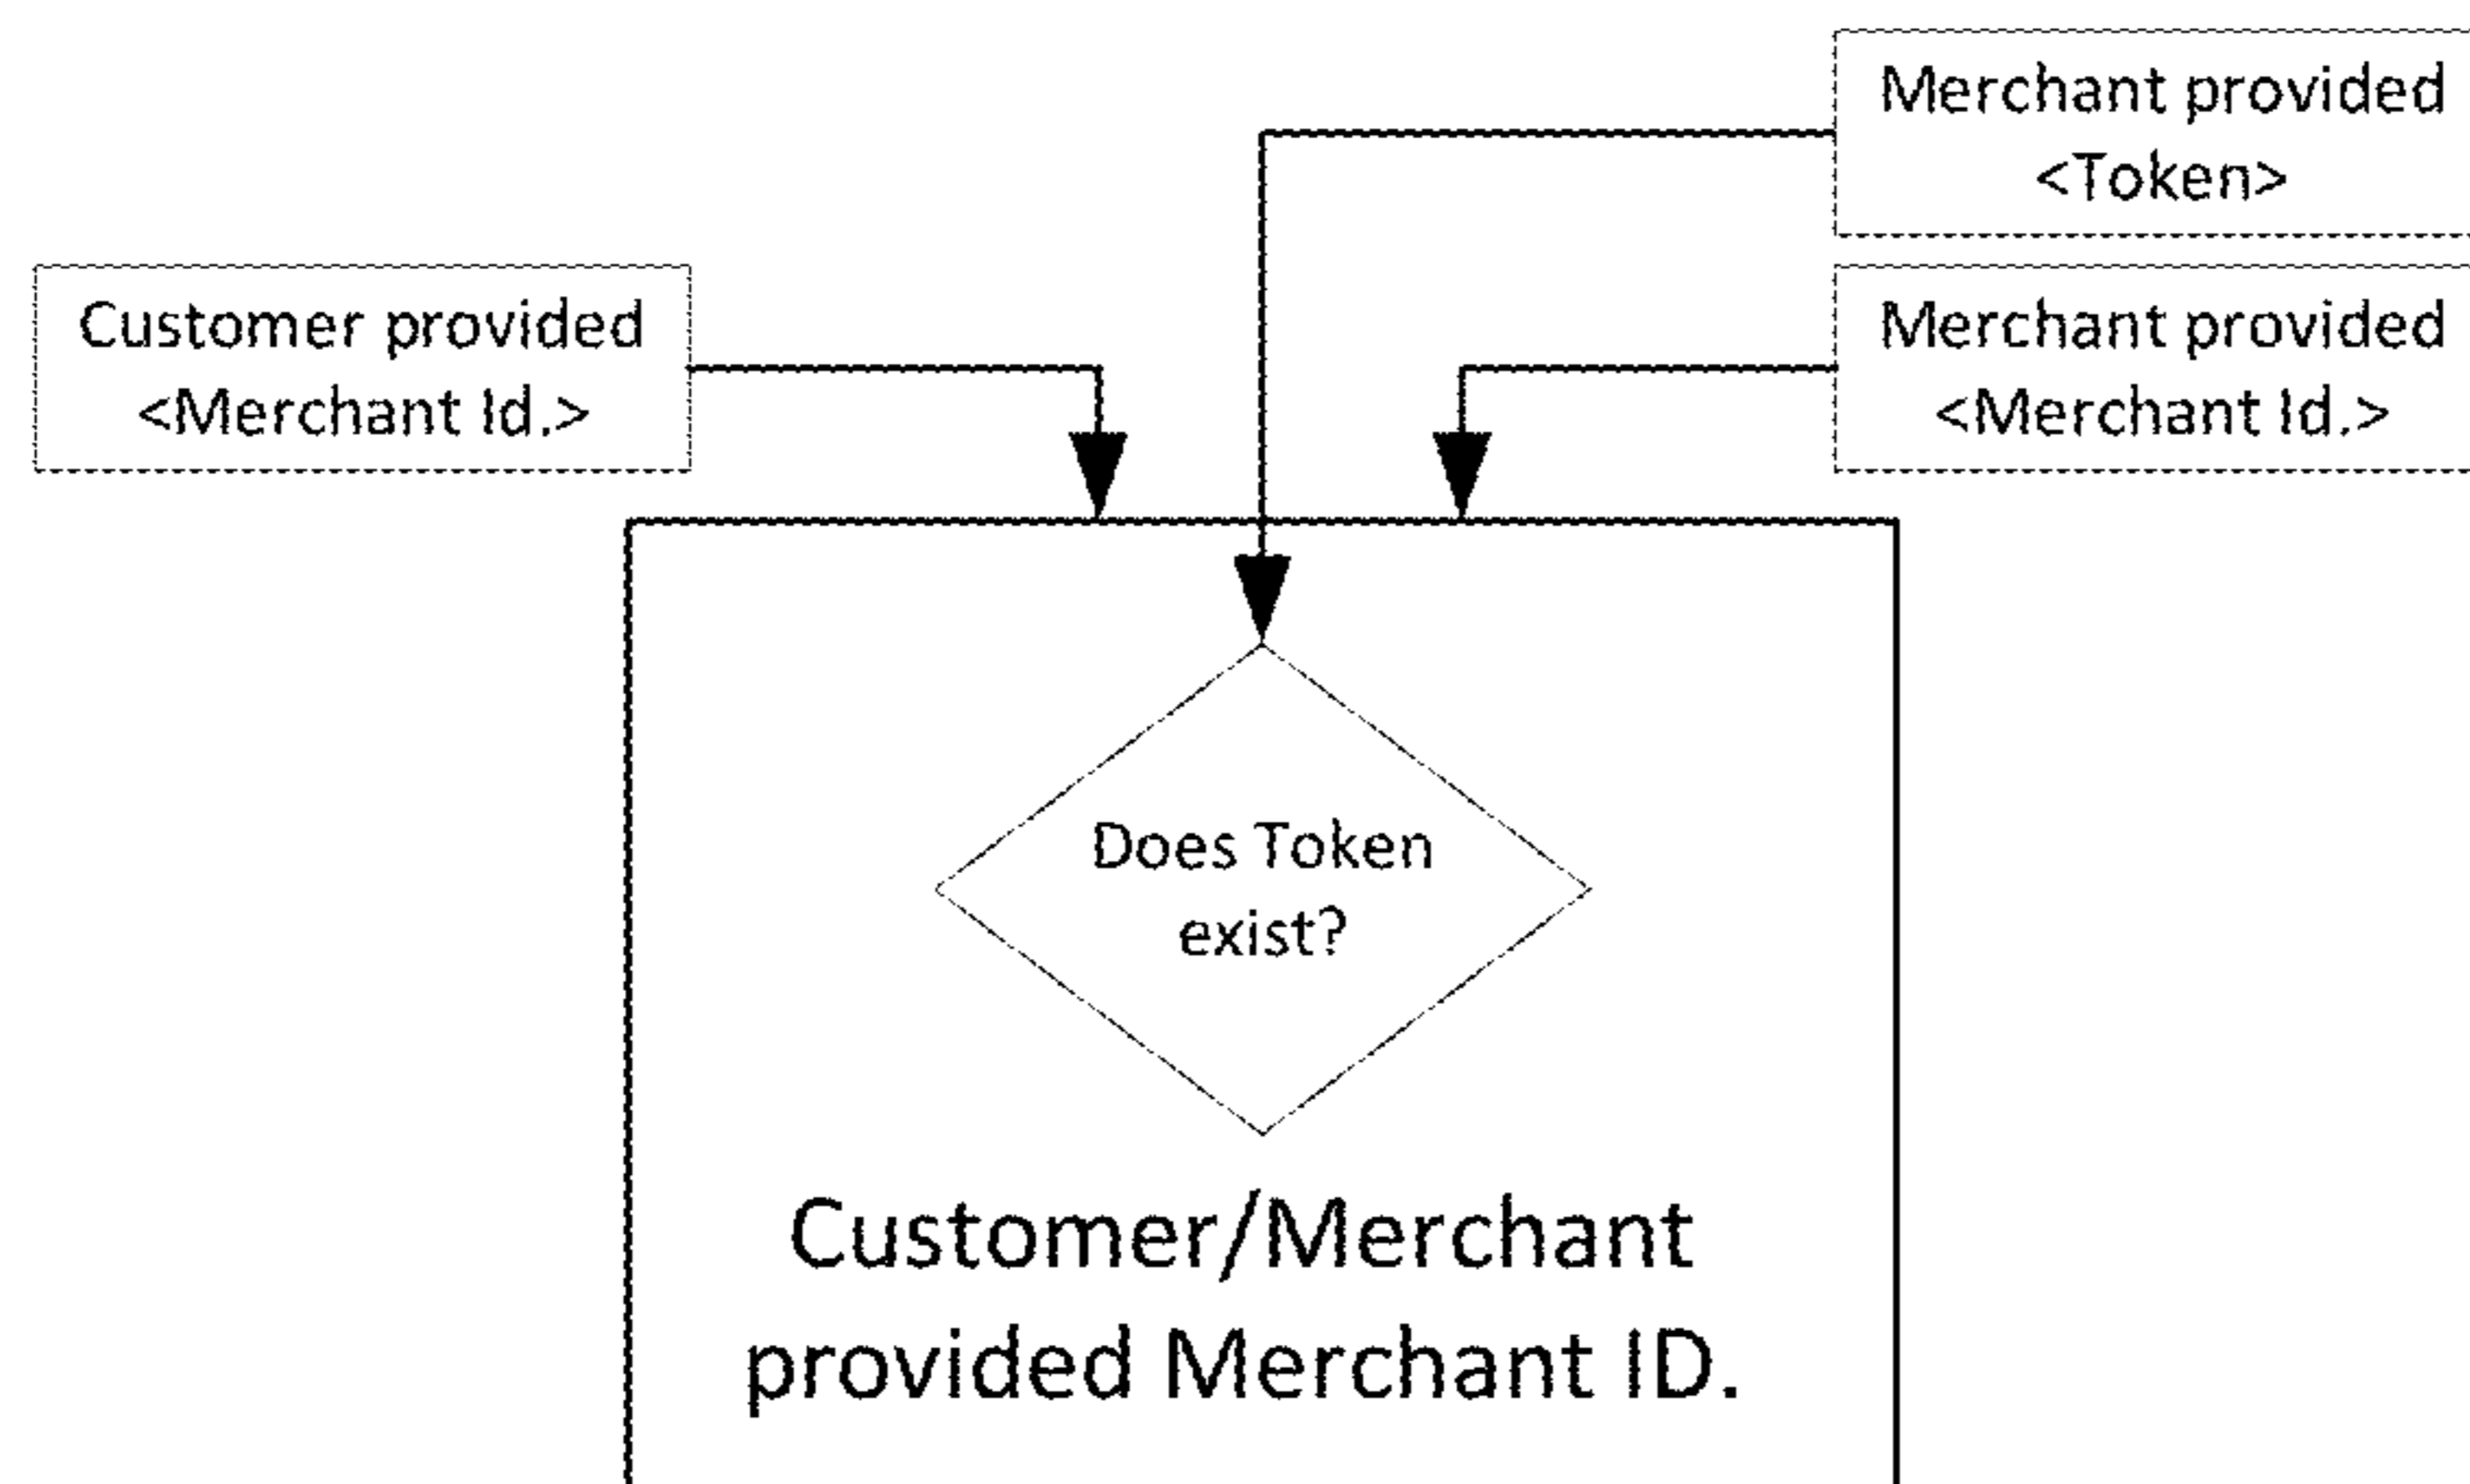 Merchant provided
<Token>
Customer provided
<Merchant Id.>
Merchant provided
<Merchant Id.>
Does Token
exist?
Customer/Merchant
provided Merchant ID.